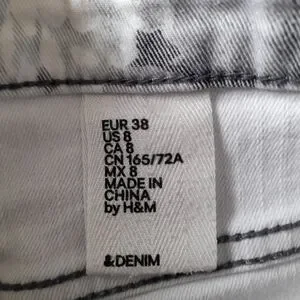 EUR 38
US 8
CA 8
CN 165/72A
MX 8
MADE IN
CHINA
by H&M
&DENIM